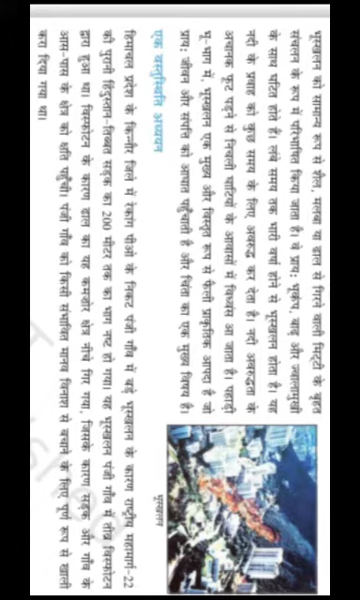 भूस्खलन को सामान्य रूप से शैल, मलबा या ढाल से गिरने वाली मिट्टी के बृहत
संचलन के रूप में परिभाषित किया जाता है। ये प्रायः भूकंप, बाढ़ और ज्वालामुखी
के साथ घटित होते हैं। लंबे समय तक भारी वर्षा होने से भूस्खलन होता है। यह
नदी के प्रवाह को कुछ समय के लिए अवरुद्ध कर देता है। नदी अवरुद्धता के
अचानक फूट पड़ने से निचली घाटियों के आवासों में विध्वंस आ जाता है। पहाड़ी
भू-भाग में, भूस्खलन एक मुख्य और विस्तृत रूप से फैली प्राकृतिक आपदा है जो
प्रायः जीवन और संपत्ति को आघात पहुँचाती है और चिंता का एक मुख्य विषय है।
भूस्खलन
एक वस्तुस्थिति अध्ययन
हिमाचल प्रदेश के किन्नौर जिले में रेकांग पीओ के निकट पंजी गाँव में बड़े भूस्खलन के कारण राष्ट्रीय महामार्ग-22
की पुरानी हिंदुस्तान-तिब्बत सड़क का 200 मीटर तक का भाग नष्ट हो गया। यह भूस्खलन पंजी गाँव में तीव्र विस्फोटन
द्वारा हुआ था। विस्फोटन के कारण ढाल का यह कमजोर क्षेत्र नीचे गिर गया, जिसके कारण सड़क और गाँव के
आस-पास के क्षेत्र को क्षति पहुँची। पंजी गाँव को किसी संभावित मानव विनाश से बचाने के लिए पूर्ण रूप से खाली
करा दिया गया था।